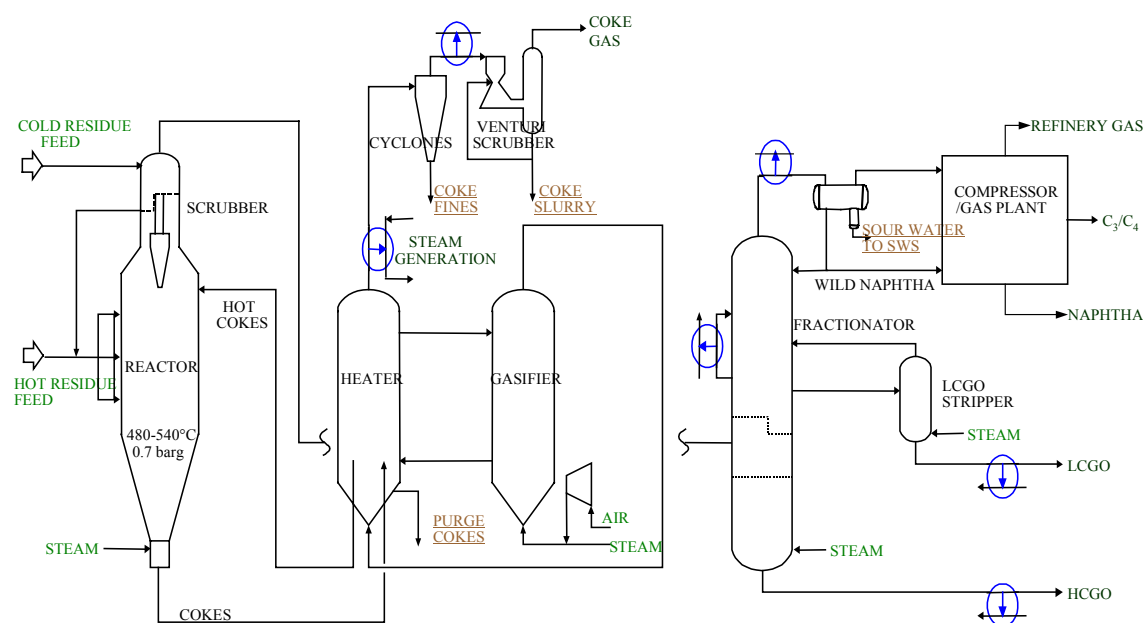 COKE
GAS
COLD RESIDUE
FEED
CYCLONES
VENTURI
SCRUBBER
REFINERY GAS
COKE
FINES
COKE
SLURRY
COMPRESSOR
/GAS PLANT
SCRUBBER
C3/C4
SOUR WATER
TO SWS
STEAM
GENERATION
WILD NAPHTHA
HOT
COKES
NAPHTHA
FRACTIONATOR
REACTOR
HEATER
GASIFIER
HOT RESIDUE
FEED
LCGO
STRIPPER
480-540°C
0.7 barg
STEAM
LCGO
PURGE
COKES
AIR
STEAM
STEAM
STEAM
HCGO
COKES